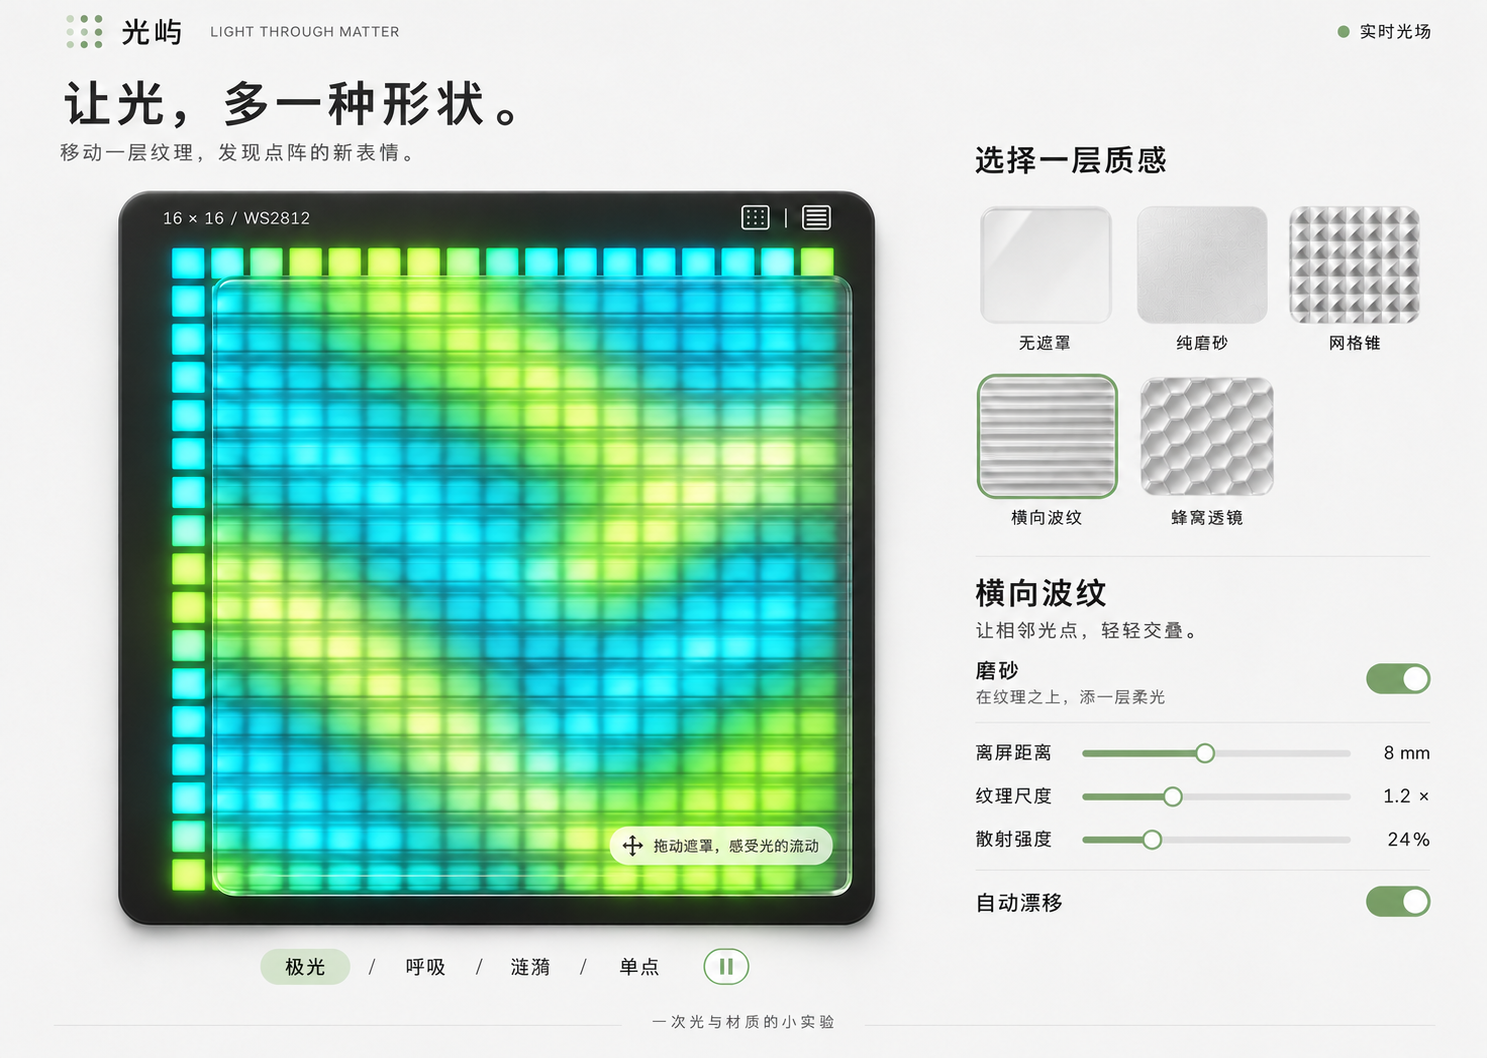 光屿
LIGHT THROUGH MATTER
实时光场
让光，多一种形状。
移动一层纹理，发现点阵的新表情。
16 × 16 / WS2812
拖动遮罩，感受光的流动
极光 / 呼吸 / 涟漪 / 单点
选择一层质感
无遮罩
纯磨砂
网格锥
横向波纹
蜂窝透镜
横向波纹
让相邻光点，轻轻交叠。
磨砂
在纹理之上，添一层柔光
离屏距离 8 mm
纹理尺度 1.2 ×
散射强度 24%
自动漂移
一次光与材质的小实验